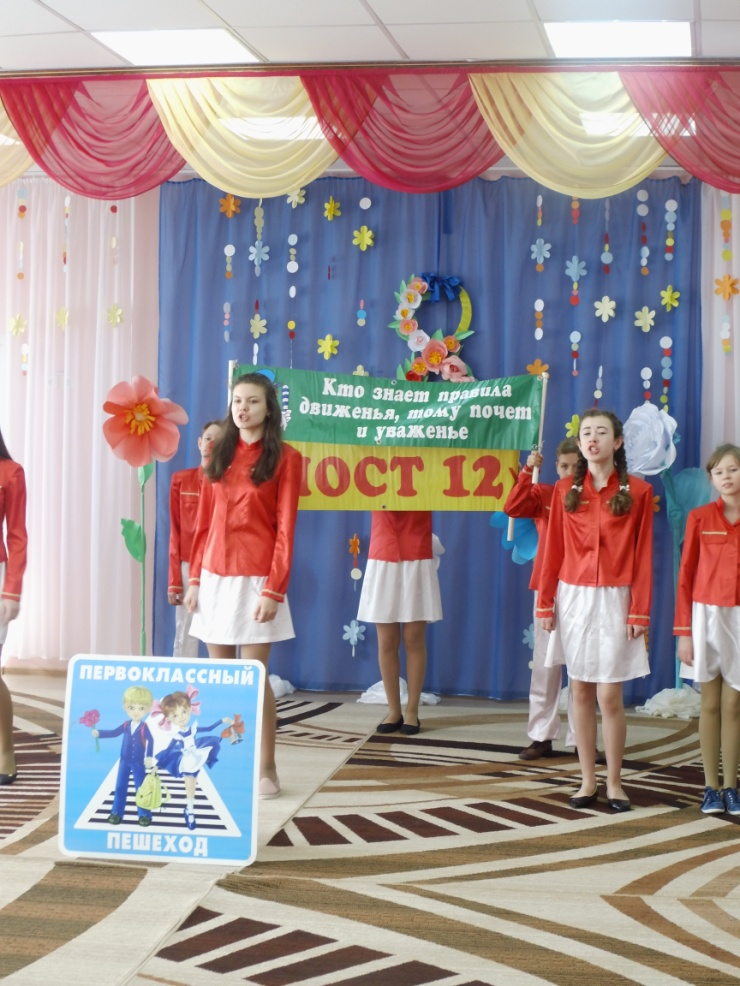 Кто знает правила
движенья, тому почет
и уваженье
ПОСТ 12
ПЕРВОКЛАССНЫЙ
ПЕШЕХОД